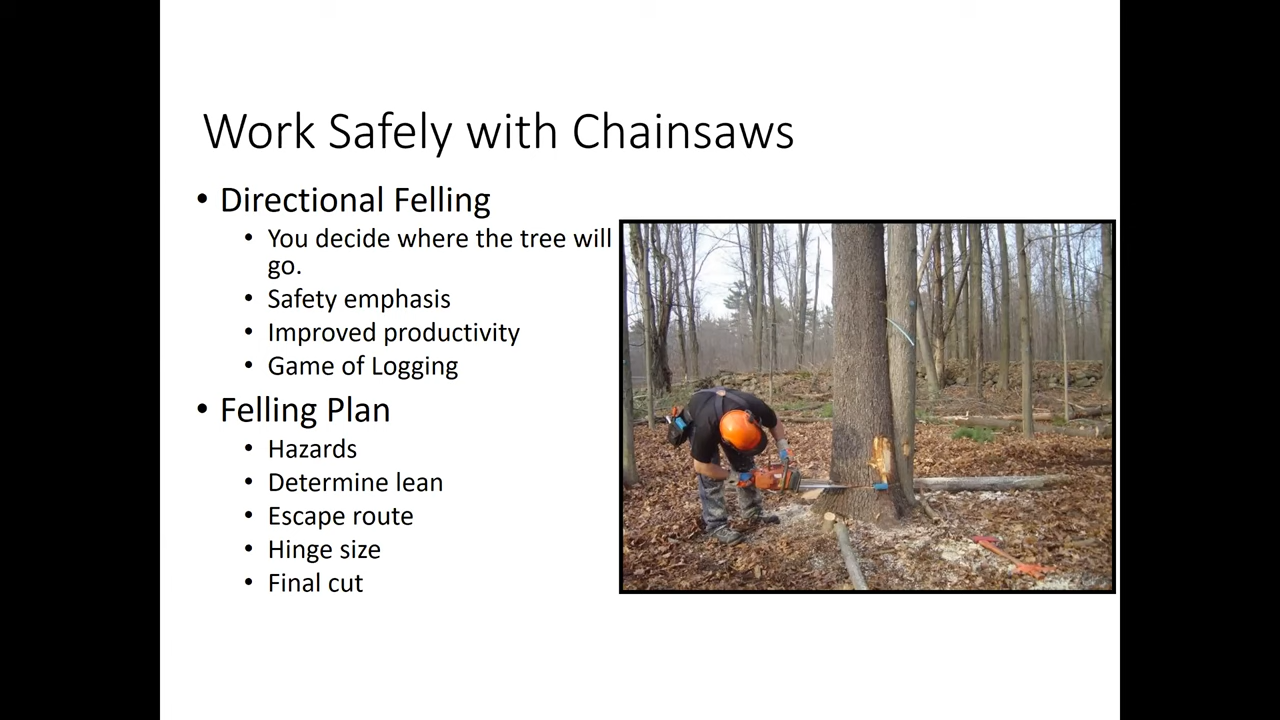 Work Safely with Chainsaws
• Directional Felling
• You decide where the tree will
go.
• Safety emphasis
• Improved productivity
• Game of Logging
• Felling Plan
• Hazards
• Determine lean
• Escape route
• Hinge size
• Final cut